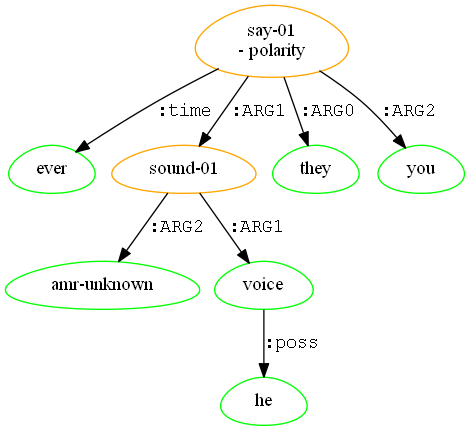 say-01
- polarity
:time
:ARG1
:ARG0
:ARG2
ever
sound-01
they
you
:ARG2
:ARG1
amr-unknown
voice
:poss
he